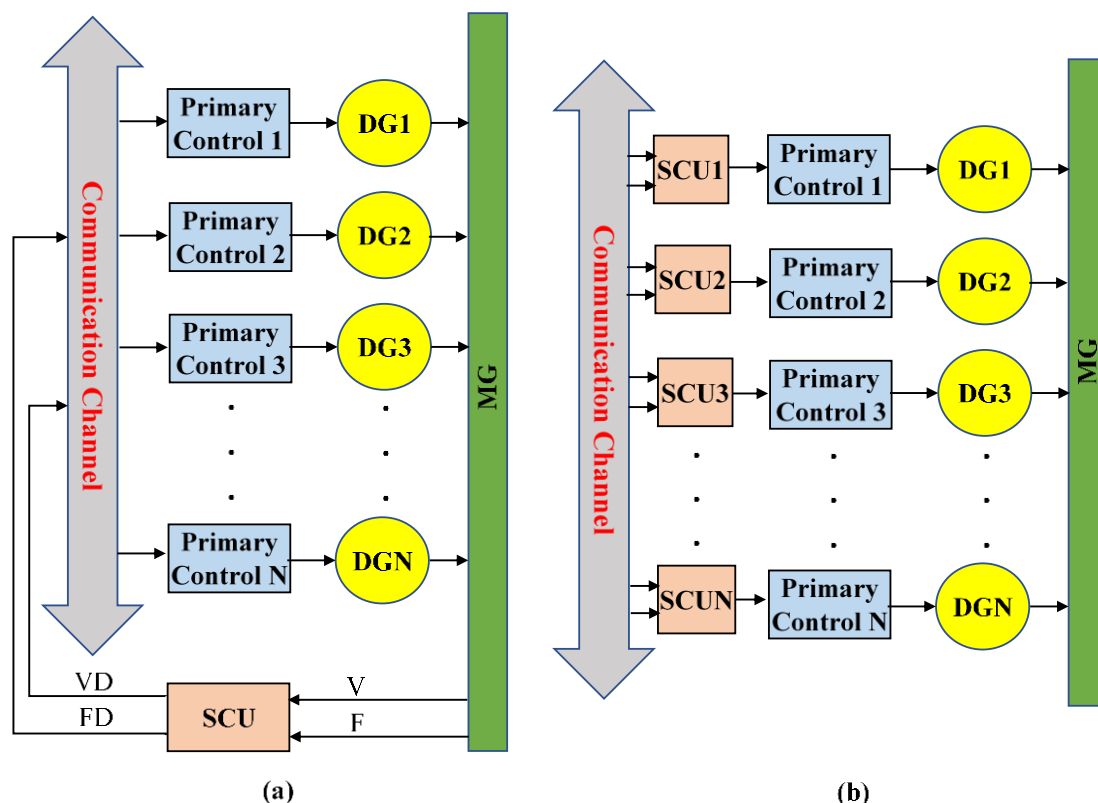 Communication Channel
Primary
Control 1
DG1
Primary
Control 2
DG2
Primary
Control 3
DG3
Primary
Control N
DGN
MG
VD
FD
SCU
V
F
(a)
Communication Channel
SCU1
Primary
Control 1
DG1
SCU2
Primary
Control 2
DG2
SCU3
Primary
Control 3
DG3
SCUN
Primary
Control N
DGN
MG
(b)